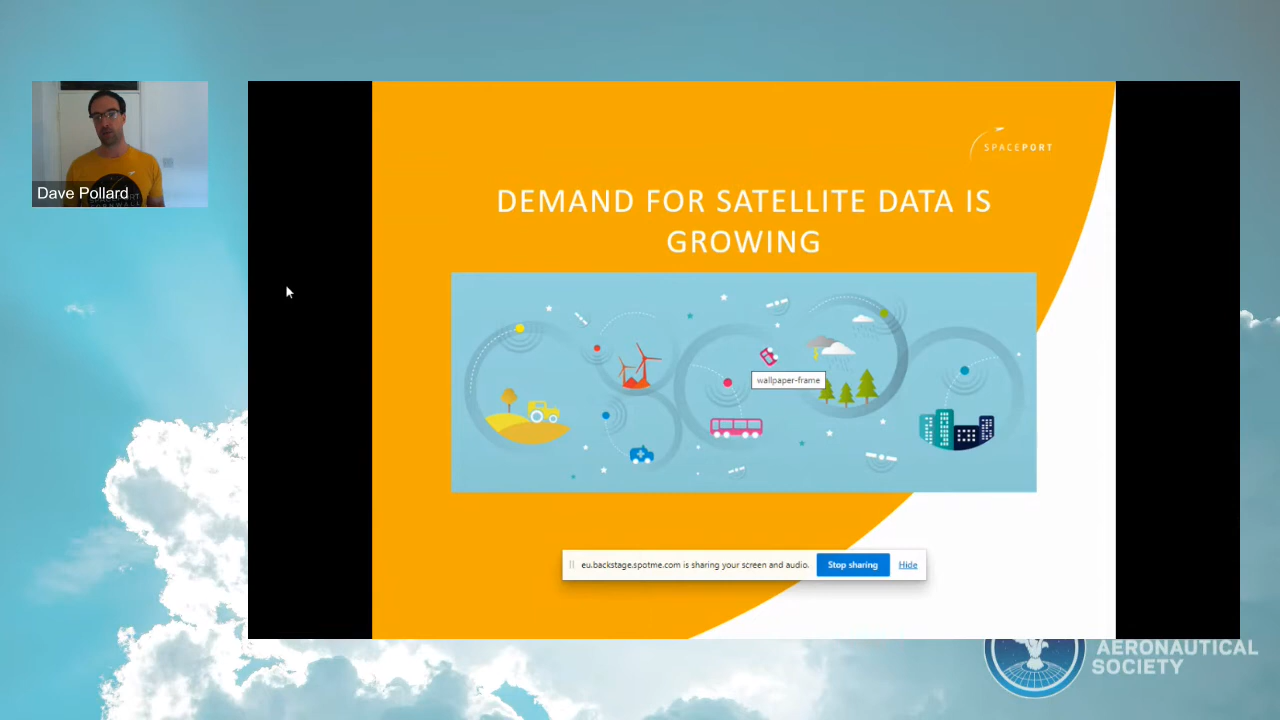 Dave Pollard
SPACEPORT
DEMAND FOR SATELLITE DATA IS
GROWING
wallpaper-frame
eu.backstage.spotme.com is sharing your screen and audio.
Stop sharing
Hide
AERONAUTICAL
SOCIETY